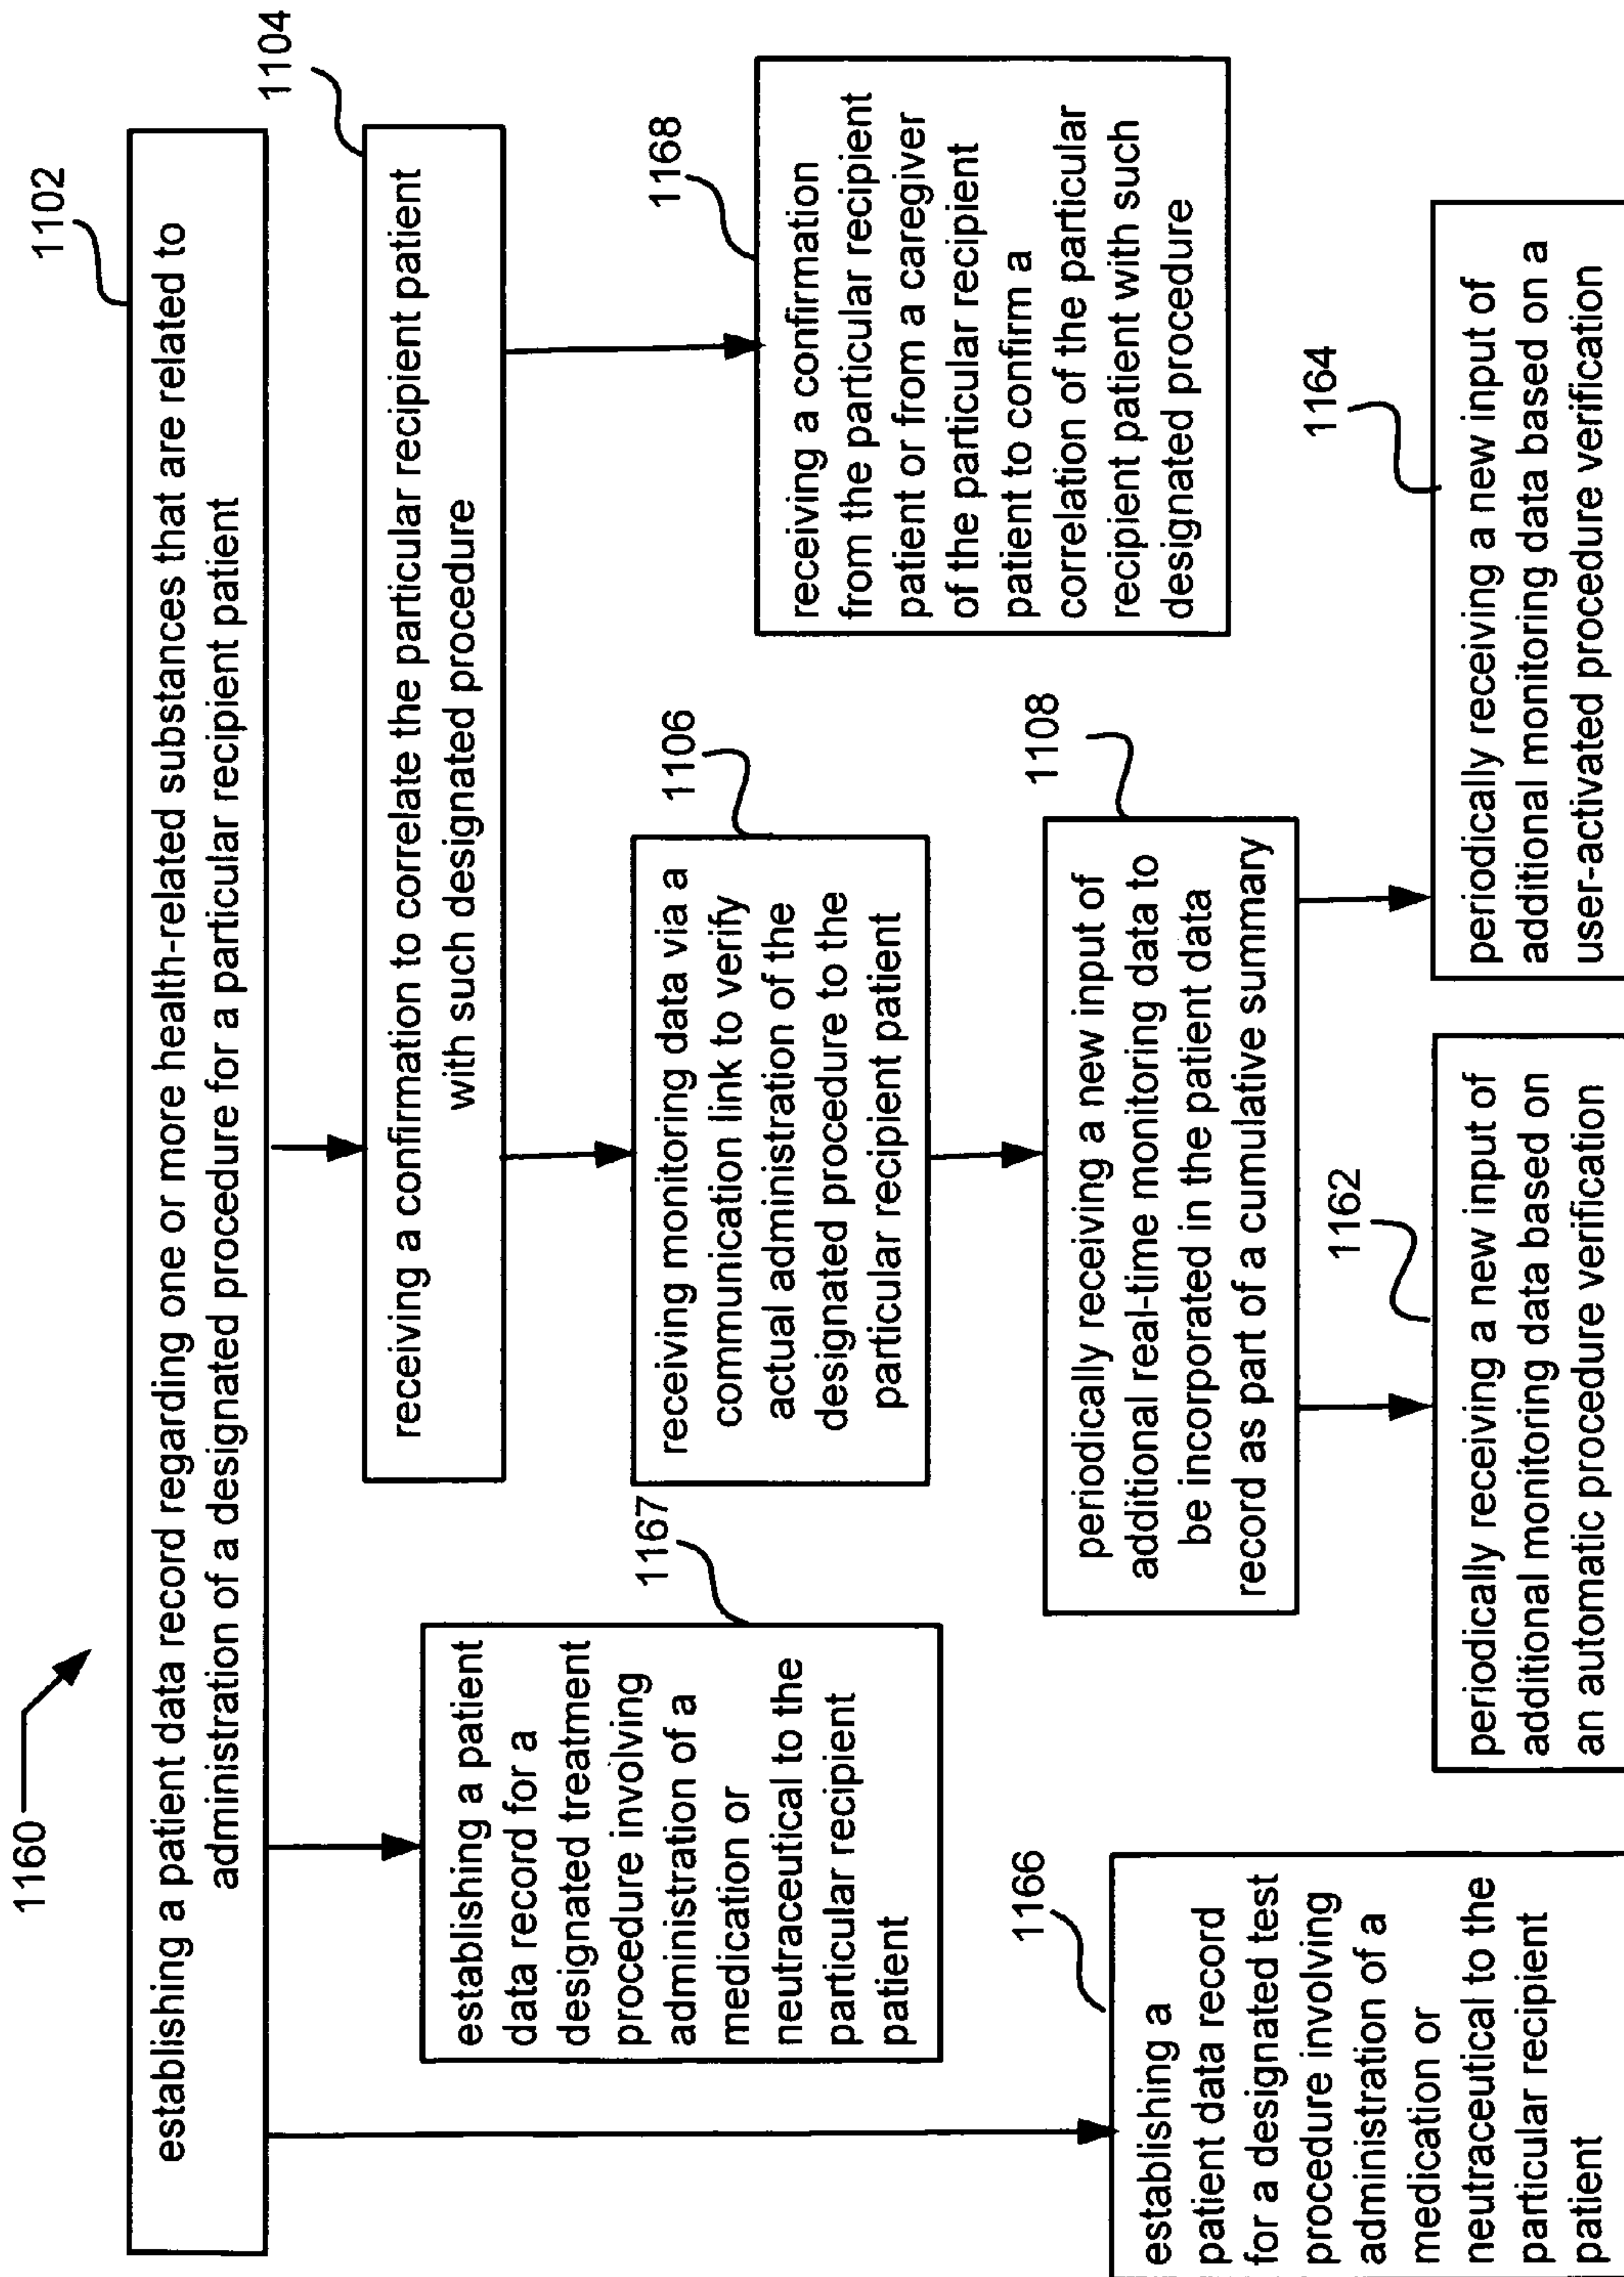 1160
1102
establishing a patient data record regarding one or more health-related substances that are related to
administration of a designated procedure for a particular recipient patient
1104
receiving a confirmation to correlate the particular recipient patient
with such designated procedure
1167
establishing a patient
data record for a
designated treatment
procedure involving
administration of a
medication or
neutraceutical to the
particular recipient
patient
1106
receiving monitoring data via a
communication link to verify
actual administration of the
designated procedure to the
particular recipient patient
1168
receiving a confirmation
from the particular recipient
patient or from a caregiver
of the particular recipient
patient to confirm a
correlation of the particular
recipient patient with such
designated procedure
1108
periodically receiving a new input of
additional real-time monitoring data to
be incorporated in the patient data
record as part of a cumulative summary
1166
establishing a
patient data record
for a designated test
procedure involving
administration of a
medication or
neutraceutical to the
particular recipient
patient
1162
periodically receiving a new input of
additional monitoring data based on
an automatic procedure verification
1164
periodically receiving a new input of
additional monitoring data based on a
user-activated procedure verification